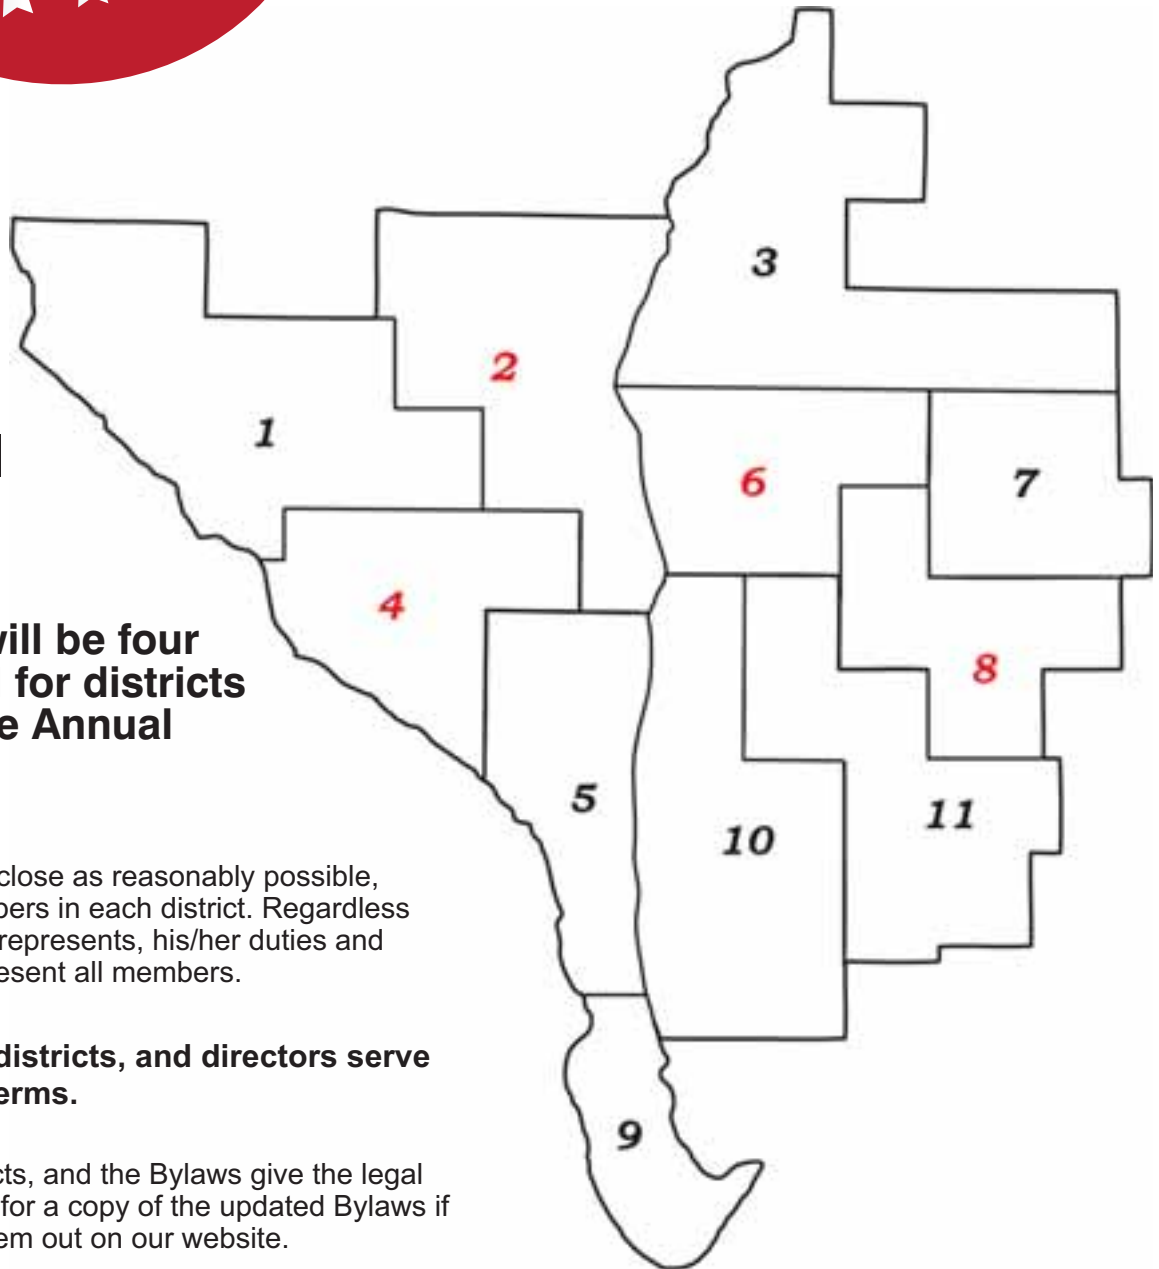 3
2
1
6
7
4
will be four
for districts
8
e Annual
5
11
10
close as reasonably possible,
bers in each district. Regardless
represents, his/her duties and
resent all members.
districts, and directors serve
erms.
9
cts, and the Bylaws give the legal
for a copy of the updated Bylaws if
em out on our website.